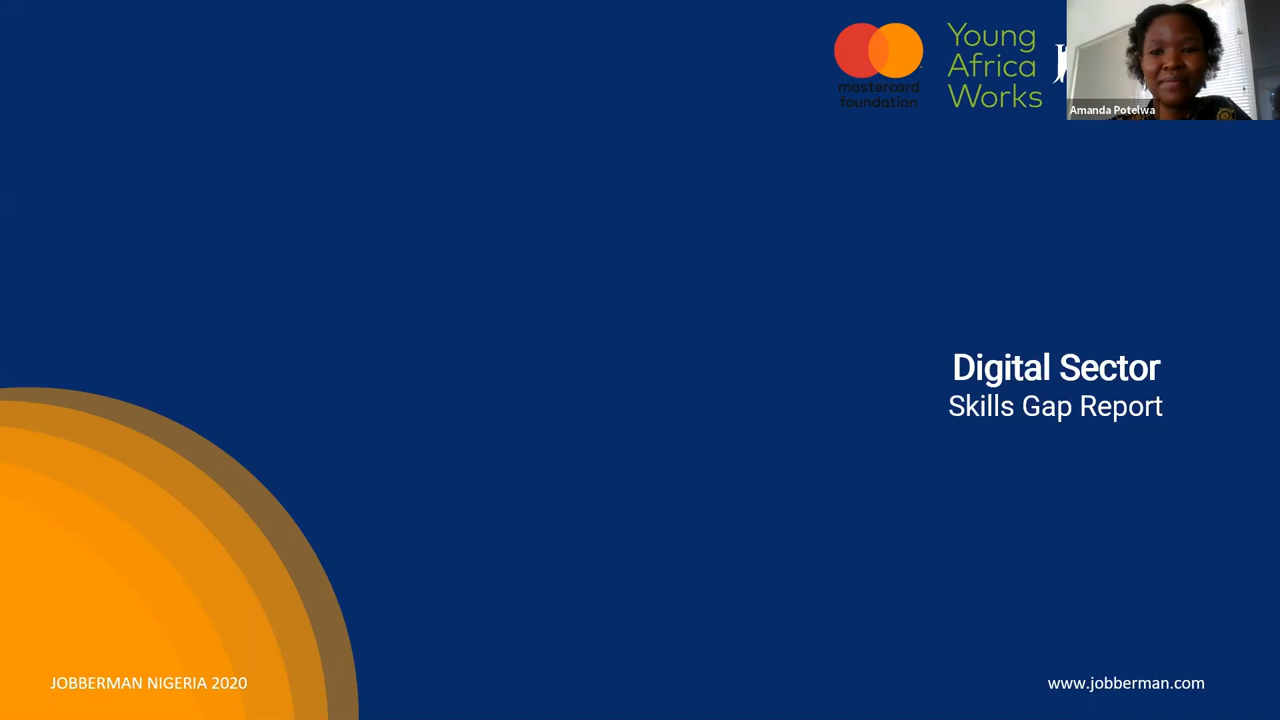 mastercard
foundation
Young
Africa
Works
Amanda Potelwa
Digital Sector
Skills Gap Report
JOBBERMAN NIGERIA 2020
www.jobberman.com